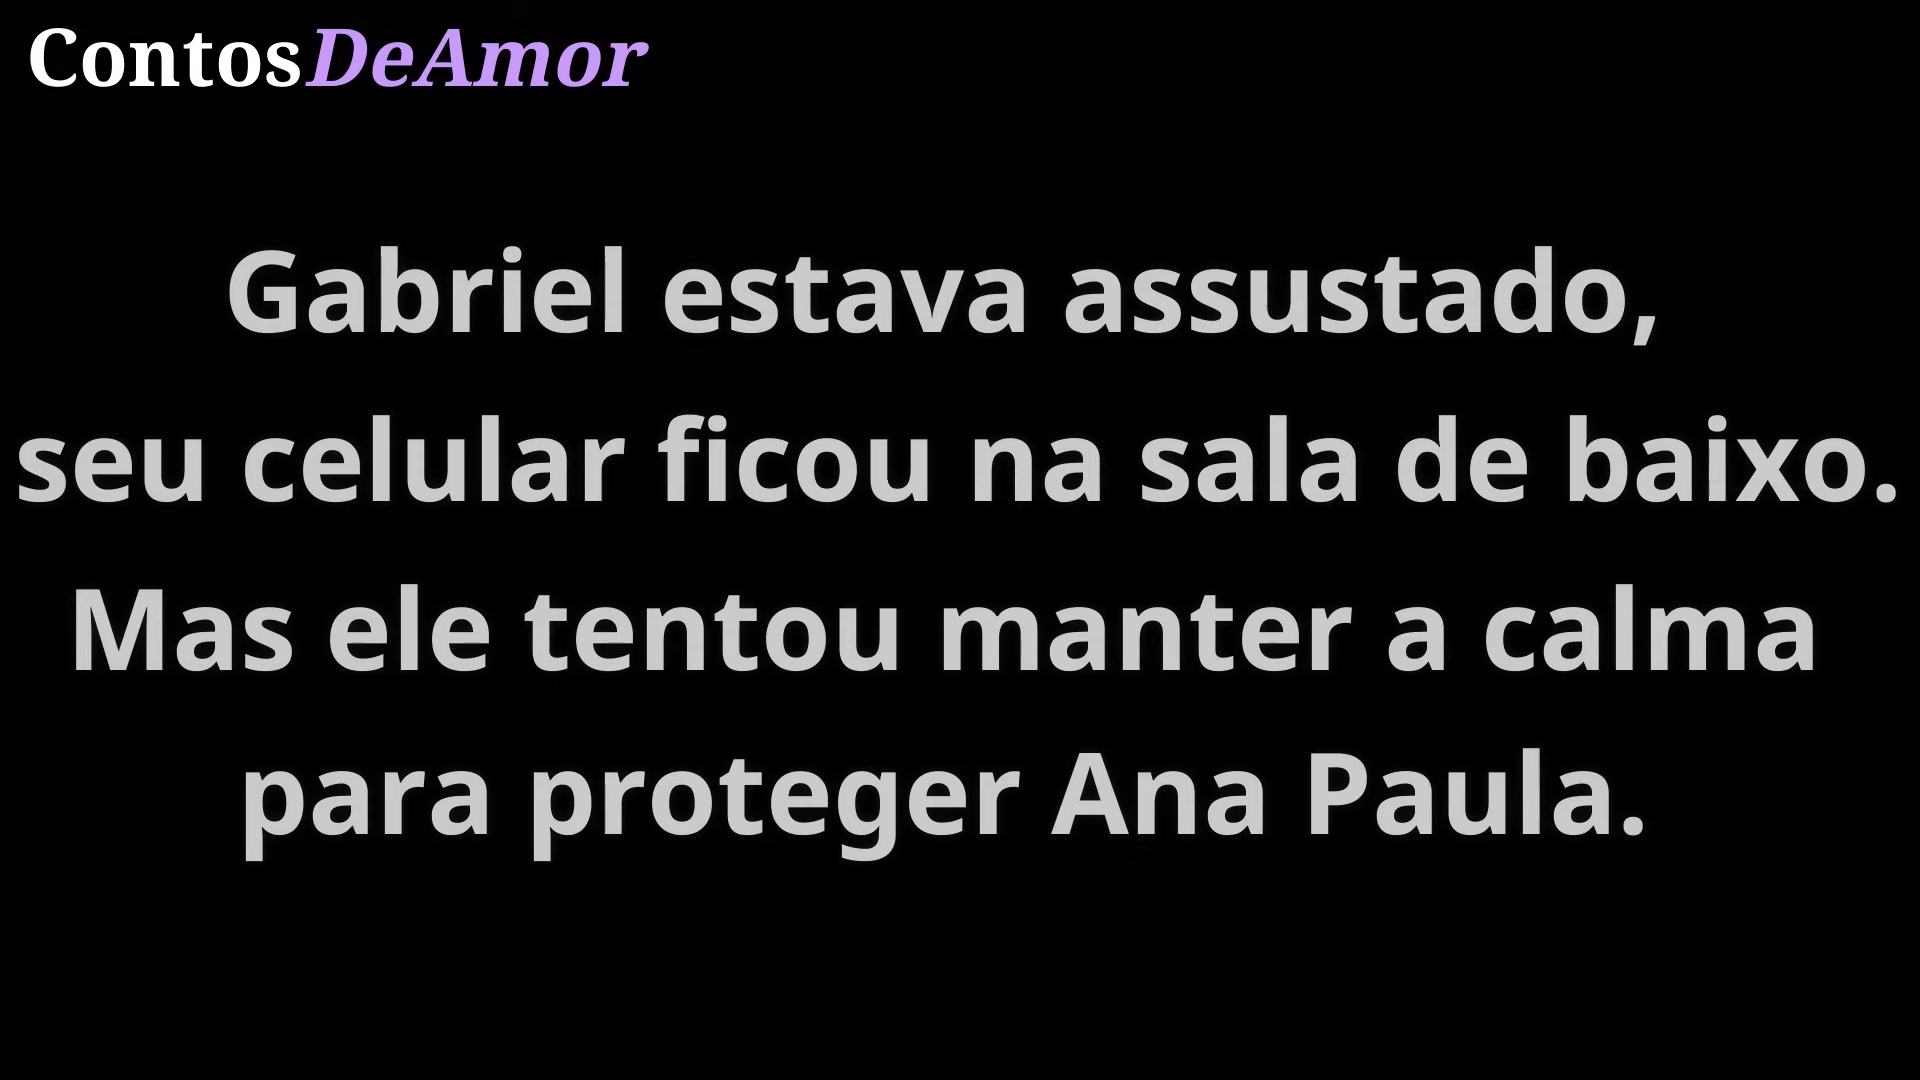 ContosDeAmor
Gabriel estava assustado,
seu celular ficou na sala de baixo.
Mas ele tentou manter a calma
para proteger Ana Paula.